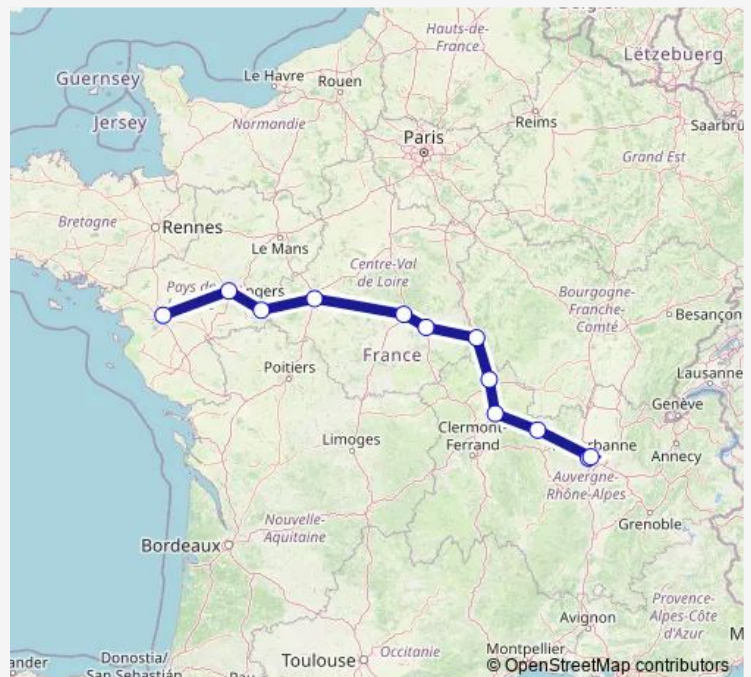 Hauts-de-
France
Lëtzebuerg
Guernsey
Le Havre
Rouen
Jersey
Reims
Normandie
Paris
Grand Est
Bretagne
Rennes
Le Mans
Centre-Val
de Loire
Pays de
ngers
Bourgogne-
Franche-
Comté
Besançon
France
Poitiers
Lausanne
Genève
Clermont-
Ferrand
Limoges
rbanne
Annecy
Auvergne-
Rhône-Alpes
Nouvelle-
Aquitaine
Grenoble
Bordeaux
Provence-
Alpes-Côte
d'Azur
Avignon
Donostia/
San Sebastián
Toulouse
Occitanie
Montpellier
© OpenStreetMap contributors